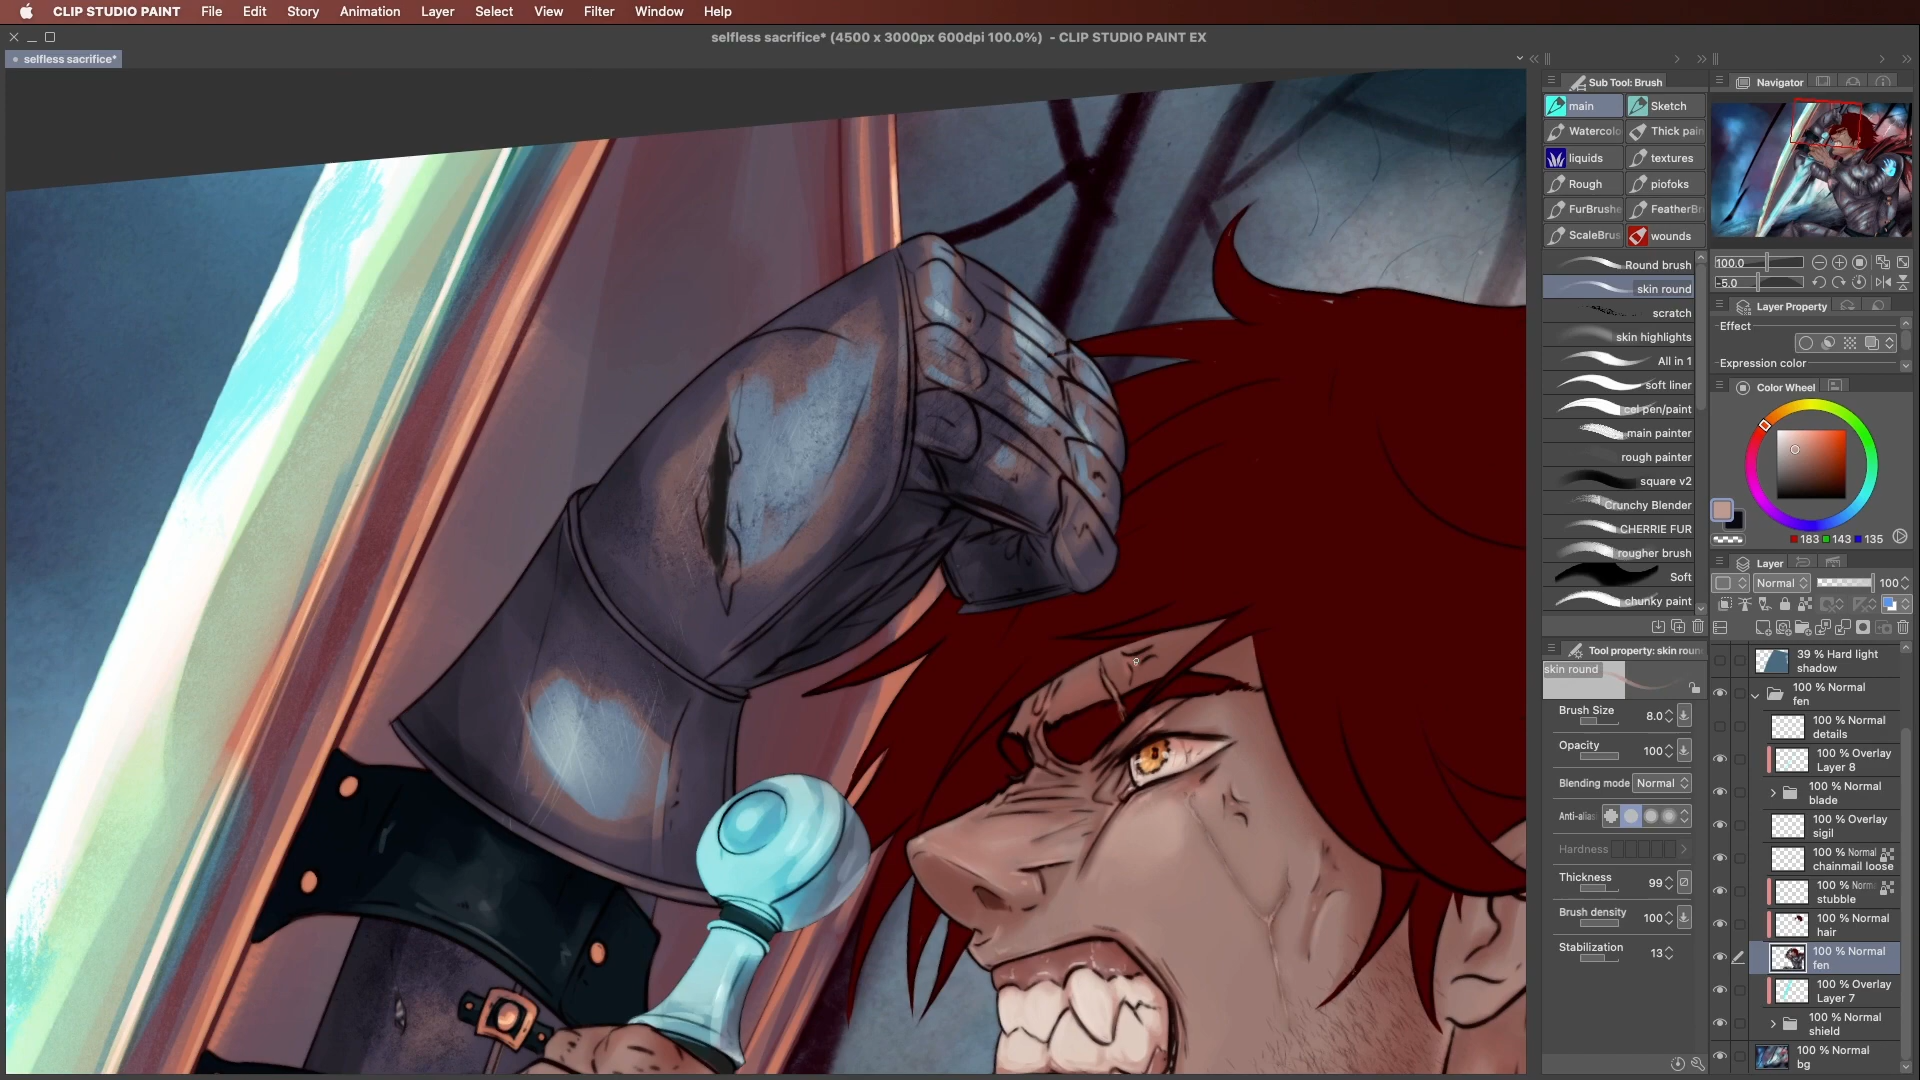 CLIP STUDIO PAINT File Edit Story Animation Layer Select View Filter Window Help
selfless sacrifice* (4500 x 3000px 600dpi 100.0%) - CLIP STUDIO PAINT EX
selfless sacrifice*
Sub Tool: Brush
main
Sketch
Watercolo
Thick pain
liquids
textures
Rough
piofoks
FurBrushe
FeatherBr
ScaleBrus
wounds
Round brush
skin round
scratch
skin highlights
All in 1
soft liner
cel pen/paint
main painter
rough painter
square v2
Crunchy Blender
CHERRIE FUR
rougher brush
Soft
chunky paint
Tool property: skin roun
skin round
Brush Size 8.0
Opacity 100
Blending mode Normal
Anti-alias
Hardness
Thickness 99
Brush density 100
Stabilization 13
Navigator
100.0
-5.0
Layer Property
Effect
Expression color
Color Wheel
183 143 135
Layer
Normal 100
39 % Hard light
shadow
100 % Normal
fen
100 % Normal
details
100 % Overlay
Layer 8
100 % Normal
blade
100 % Overlay
sigil
100 % Normal
chainmail loose
100 % Norm
stubble
100 % Normal
hair
100 % Normal
fen
100 % Overlay
Layer 7
100 % Normal
shield
100 % Normal
bg